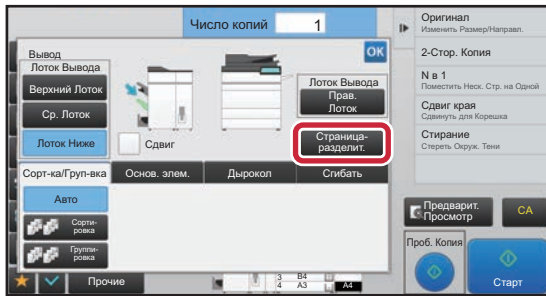 Число копий 1
Вывод
OK
Лоток Вывода
Верхний Лоток
Ср. Лоток
Лоток Ниже
Сдвиг
Лоток Вывода
Прав.
Лоток
Страница-
разделит.
Сорт-ка/Груп-вка
Основ. элем.
Дырокол
Сгибать
Авто
Сорти-
ровка
Группи-
ровка
Прочие
3 B4
4 A3
A4
Оригинал
Изменить Размер/Направл.
2-Стор. Копия
N в 1
Поместить Неск. Стр. на Одной
Сдвиг края
Сдвинуть для Корешка
Стирание
Стереть Окруж. Тени
Предварит.
Просмотр
CA
Проб. Копия
Старт